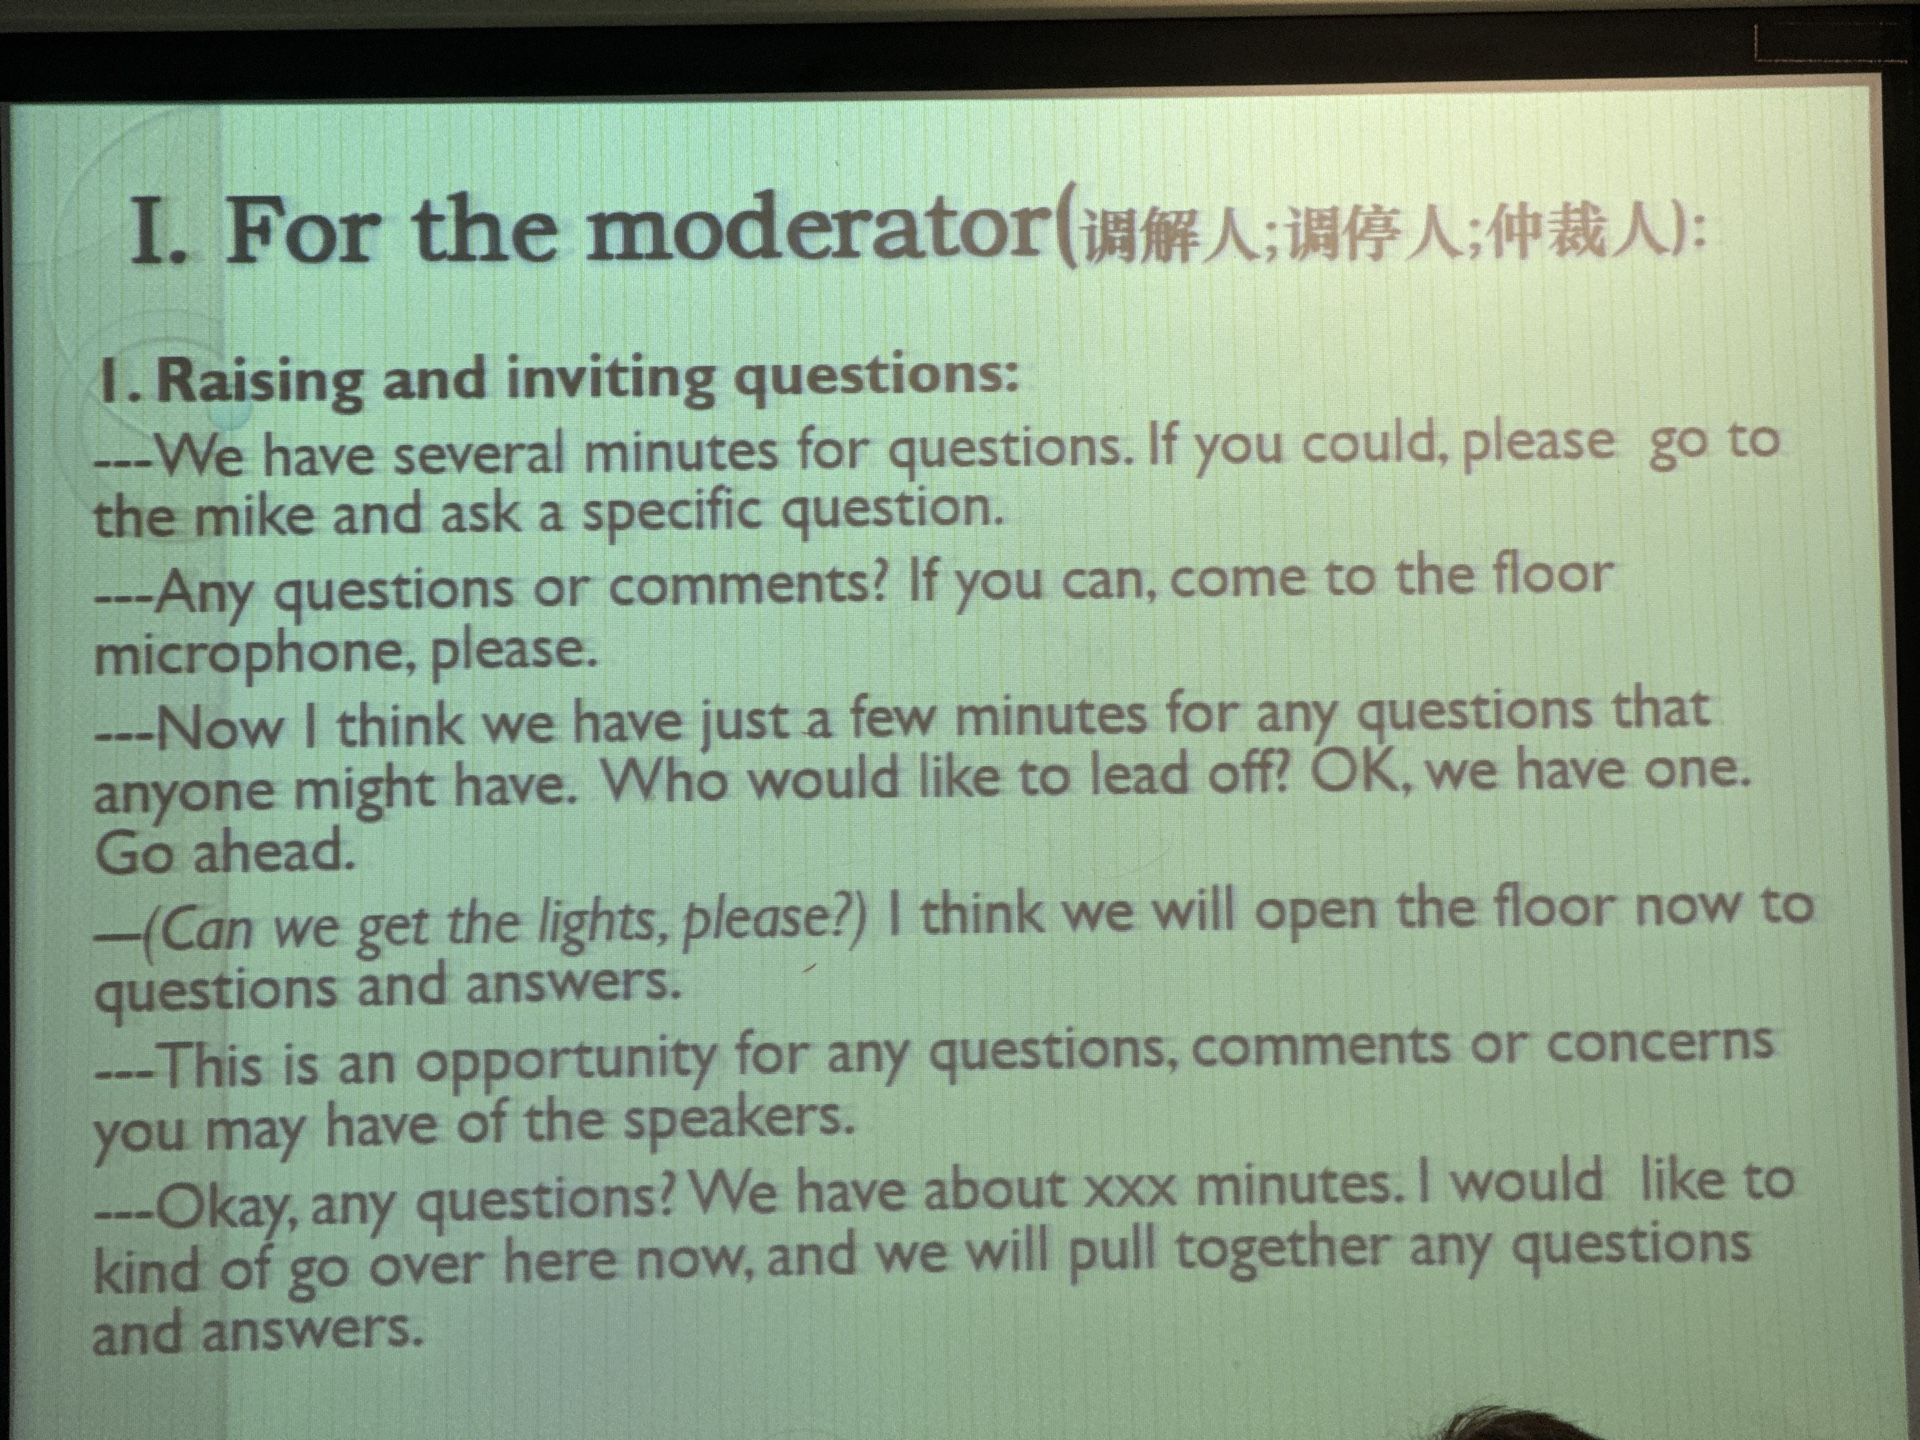 I. For the moderator(调解人;调停人;仲裁人):
1. Raising and inviting questions:
---We have several minutes for questions. If you could, please  go to
the mike and ask a specific question.
---Any questions or comments? If you can, come to the floor
microphone, please.
---Now I think we have just a few minutes for any questions that
anyone might have. Who would like to lead off? OK, we have one.
Go ahead.
—(Can we get the lights, please?) I think we will open the floor now to
questions and answers.
---This is an opportunity for any questions, comments or concerns
you may have of the speakers.
---Okay, any questions? We have about xxx minutes. I would  like to
kind of go over here now, and we will pull together any questions
and answers.